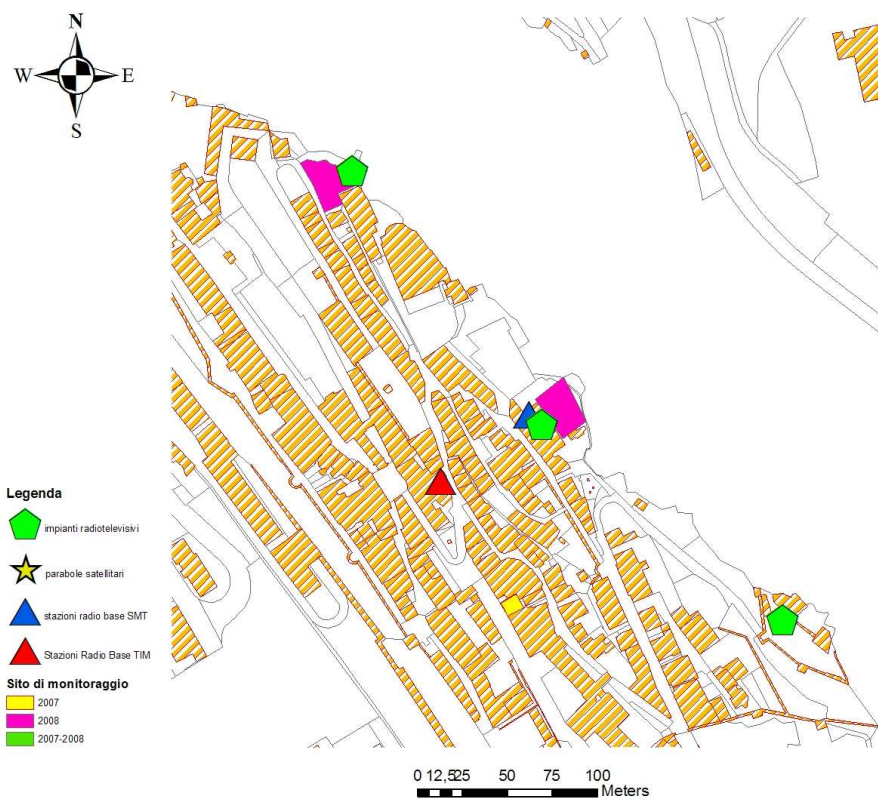 N
W E
S
Legenda
impianti radiotelevisivi
parabole satellitari
stazioni radio base SMT
Stazioni Radio Base TIM
Sito di monitoraggio
2007
2008
2007-2008
0 12,525 50 75 100
Meters